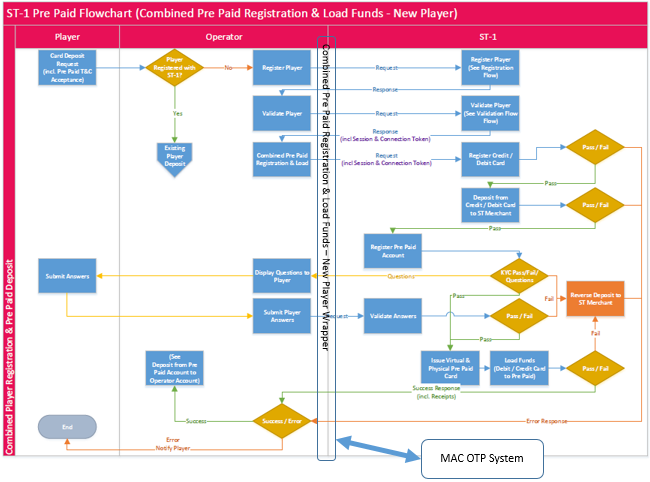 ST-1 Pre Paid Flowchart (Combined Pre Paid Registration & Load Funds - New Player)
Player
Operator
ST-1
Combined Player Registration & Pre Paid Deposit
Combined Pre Paid Registration & Load Funds – New Player Wrapper
Card Deposit
Request
(incl. Pre Paid T&C
Acceptance)
Player
Registered with
ST-1?
No
Register Player
Request
Register Player
(See Registration
Flow)
Response
Yes
Validate Player
Validate Player
(See Validation Flow
Flow)
Response
(incl Session & Connection Token)
Existing
Player
Deposit
Combined Pre Paid
Registration & Load
Request
(incl Session & Connection Token)
Register Credit /
Debit Card
Pass / Fail
Pass
Deposit from
Credit / Debit Card
to ST Merchant
Pass / Fail
Pass
Register Pre Paid
Account
Submit Answers
Display Questions to
Player
Questions
KYC Pass/Fail/
Questions
Pass
Fail
Reverse Deposit to
ST Merchant
Submit Player
Answers
Request
Validate Answers
Pass / Fail
Pass
Fail
(See
Deposit from Pre
Paid Account to
Operator Account)
Issue Virtual &
Physical Pre Paid
Card
Load Funds
(Debit / Credit Card
to Pre Paid)
Pass / Fail
Success Response
(incl. Receipts)
End
Success
Success / Error
Error Response
Error
Notify Player
MAC OTP System